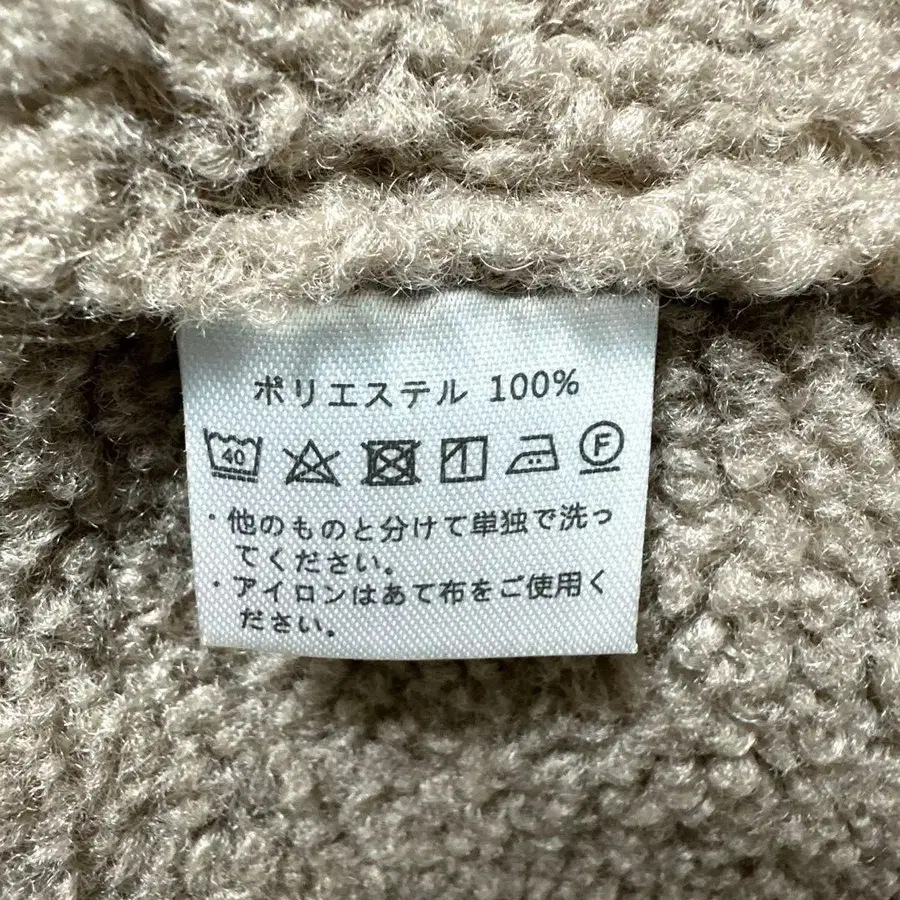 ポリエステル 100%
40 F
・他のものと分けて単独で洗っ
てください。
・アイロンはあて布をご使用く
ださい。